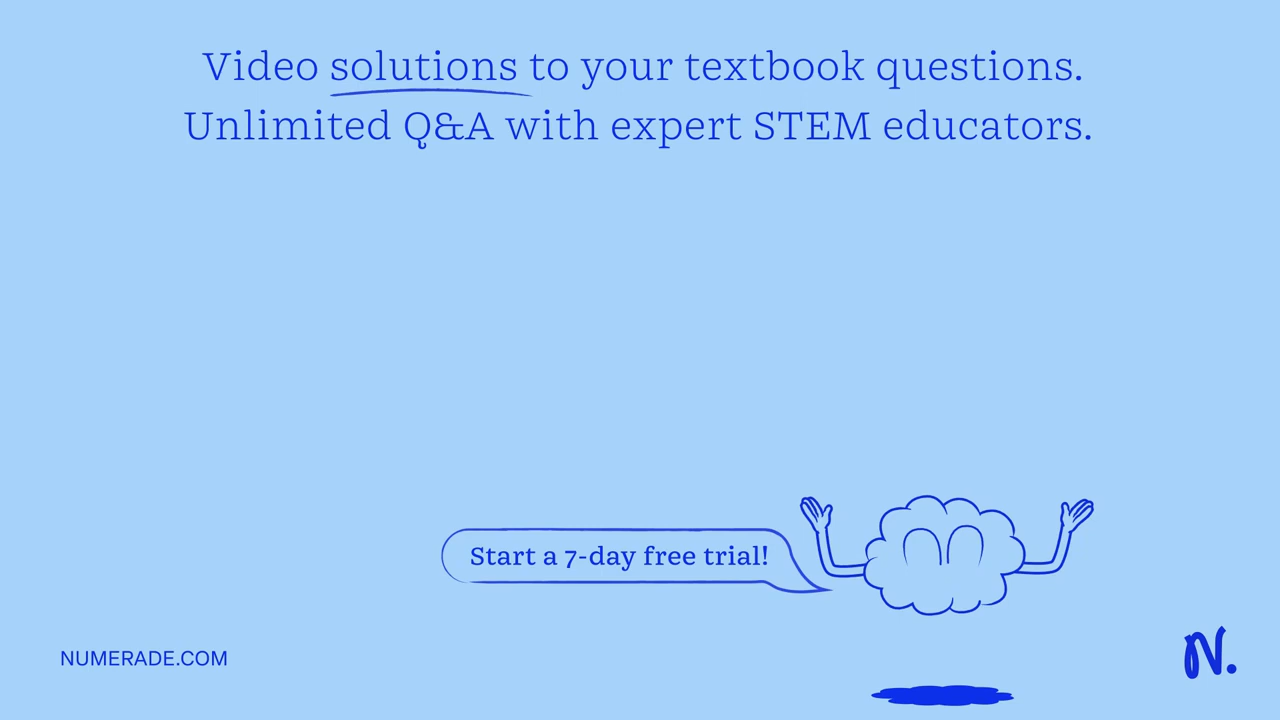 Video solutions to your textbook questions.
Unlimited Q&A with expert STEM educators.
Start a 7-day free trial!
NUMERADE.COM
N.